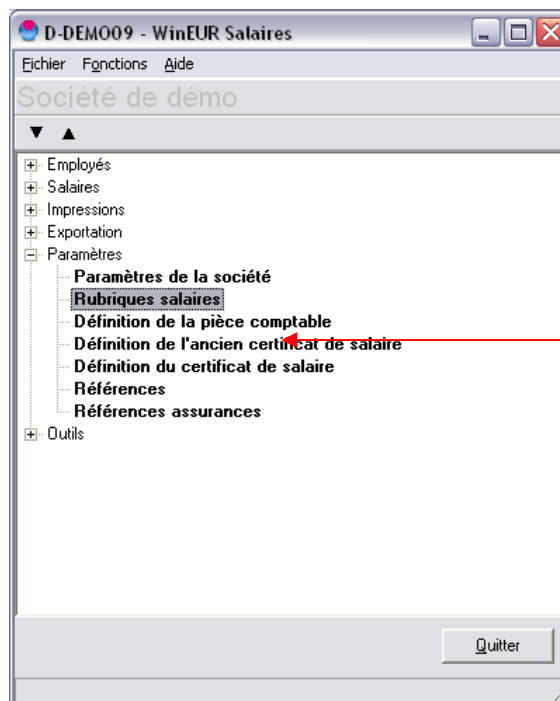 D-DEMO09 - WinEUR Salaires
Fichier Fonctions Aide
Société de démo
Employés
Salaires
Impressions
Exportation
Paramètres
Paramètres de la société
Rubriques salaires
Définition de la pièce comptable
Définition de l'ancien certificat de salaire
Définition du certificat de salaire
Références
Références assurances
Outils
Quitter